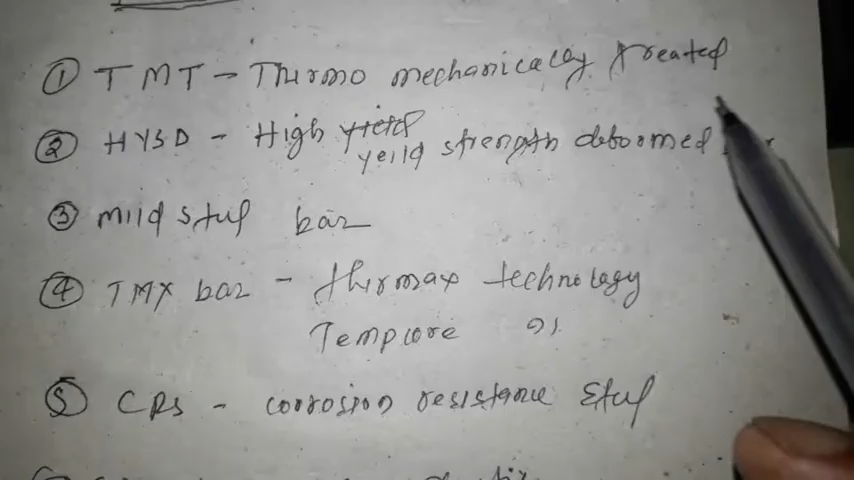 ① TMT - Thermo mechanically treated
② HYSD - High yield
yeild strength deformed
③ mild steel bar
④ TMX bar - thermax technology
Tempcore
⑤ CRS - corrosion resistance steel